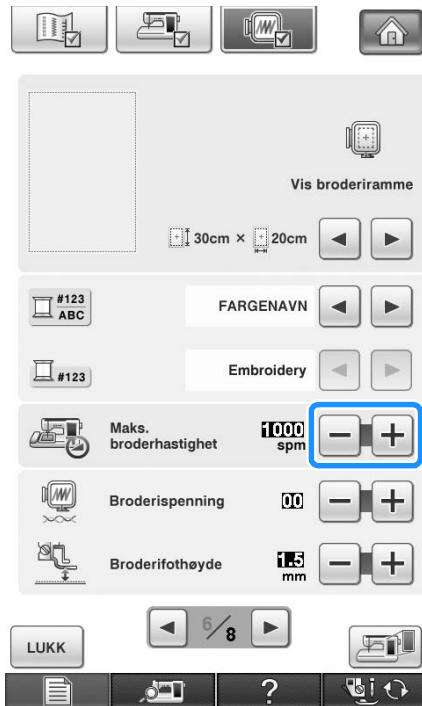 Vis broderiramme
30cm × 20cm
#123
ABC
FARGENAVN
#123
Embroidery
Maks.
broderhastighet
1000
spm
Broderispenning
00
Broderifothøyde
1.5
mm
LUKK
6/8
?